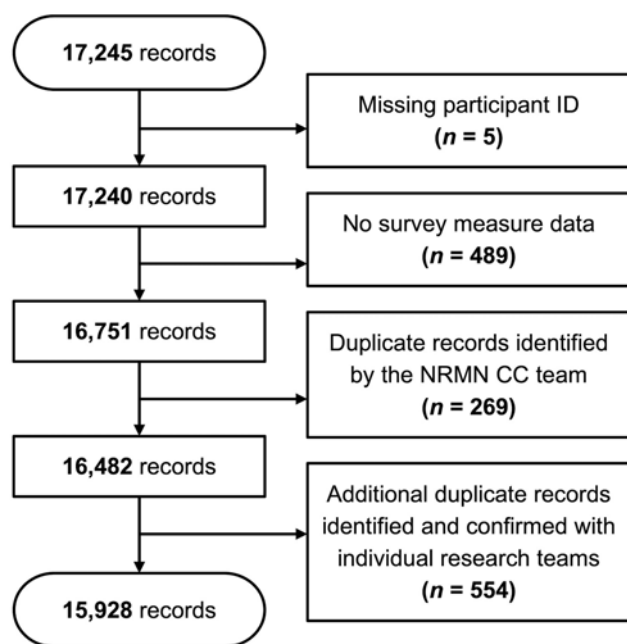 17,245 records
Missing participant ID
(n = 5)
17,240 records
No survey measure data
(n = 489)
16,751 records
Duplicate records identified
by the NRMN CC team
(n = 269)
16,482 records
Additional duplicate records
identified and confirmed with
individual research teams
(n = 554)
15,928 records